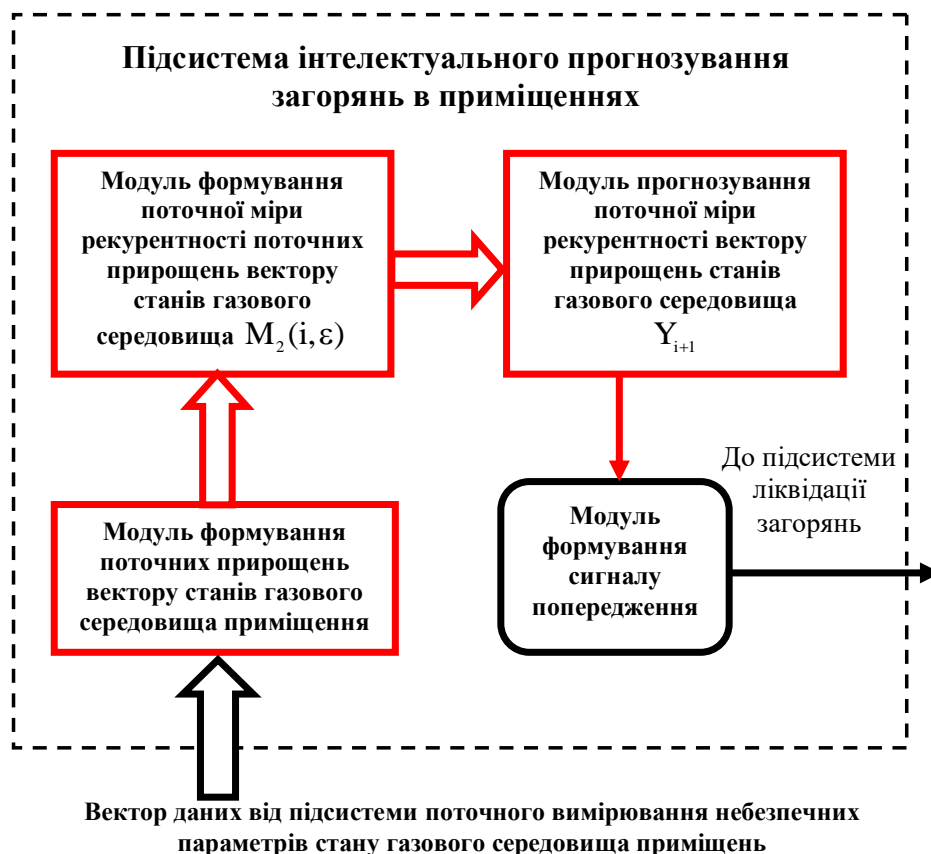 Підсистема інтелектуального прогнозування
загорянь в приміщеннях
Модуль формування
поточної міри
рекурентності поточних
прирощень вектору
станів газового
середовища M₂(i,ε)
Модуль прогнозування
поточної міри
рекурентності вектору
прирощень станів
газового середовища
Yᵢ₊₁
До підсистеми
ліквідації
загорянь
Модуль формування
поточних прирощень
вектору станів газового
середовища приміщення
Модуль
формування
сигналу
попередження
Вектор даних від підсистеми поточного вимірювання небезпечних
параметрів стану газового середовища приміщень